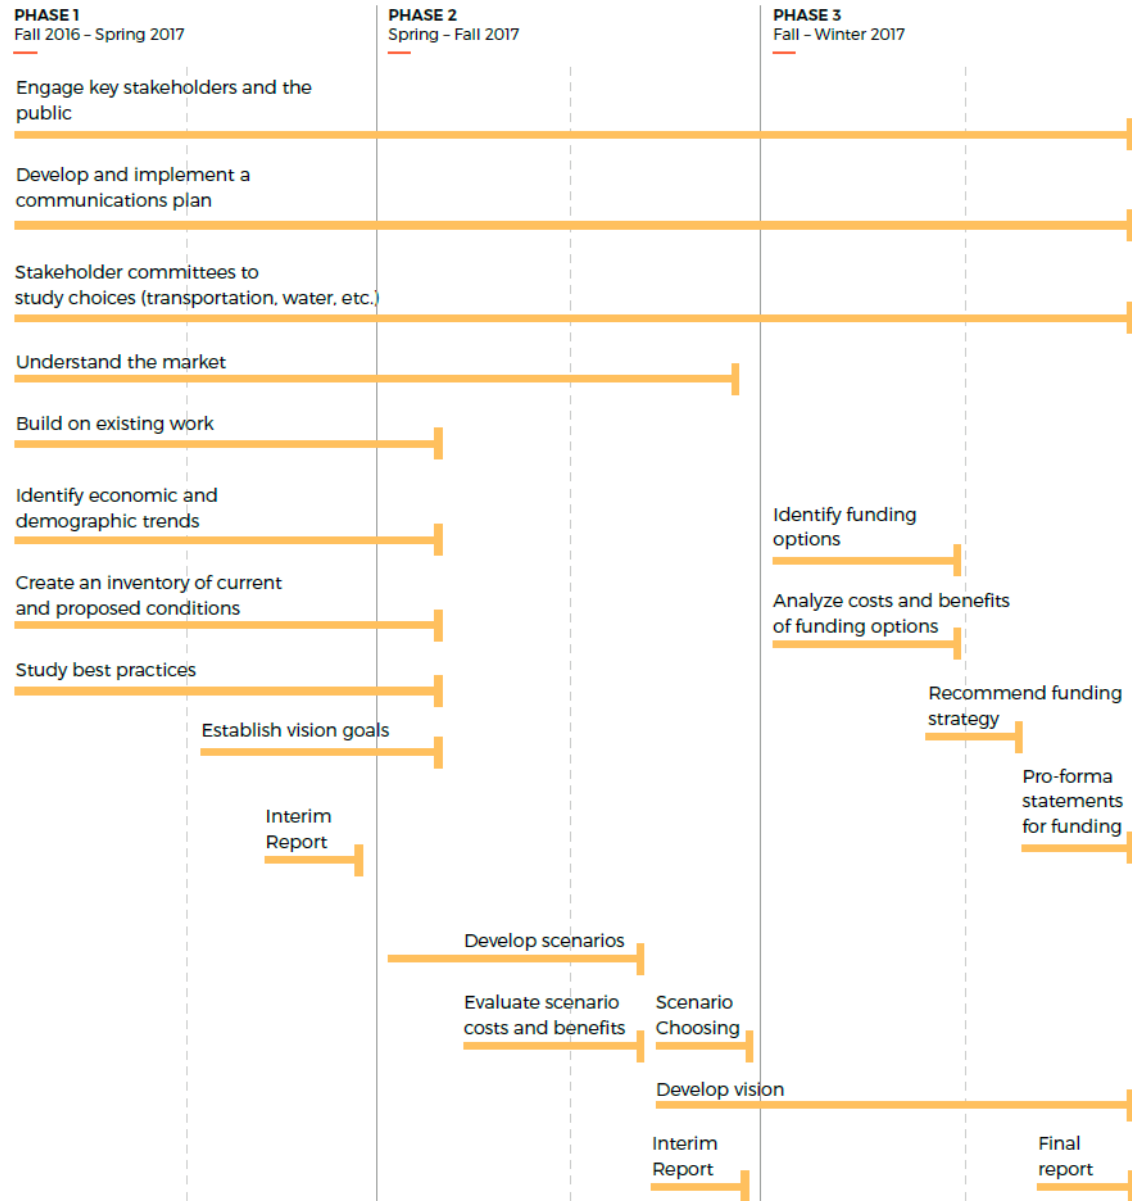 PHASE 1
Fall 2016 – Spring 2017
PHASE 2
Spring – Fall 2017
PHASE 3
Fall – Winter 2017
Engage key stakeholders and the
public
Develop and implement a
communications plan
Stakeholder committees to
study choices (transportation, water, etc.)
Understand the market
Build on existing work
Identify economic and
demographic trends
Identify funding
options
Create an inventory of current
and proposed conditions
Analyze costs and benefits
of funding options
Study best practices
Recommend funding
strategy
Establish vision goals
Pro-forma
statements
for funding
Interim
Report
Develop scenarios
Evaluate scenario
costs and benefits
Scenario
Choosing
Develop vision
Interim
Report
Final
report